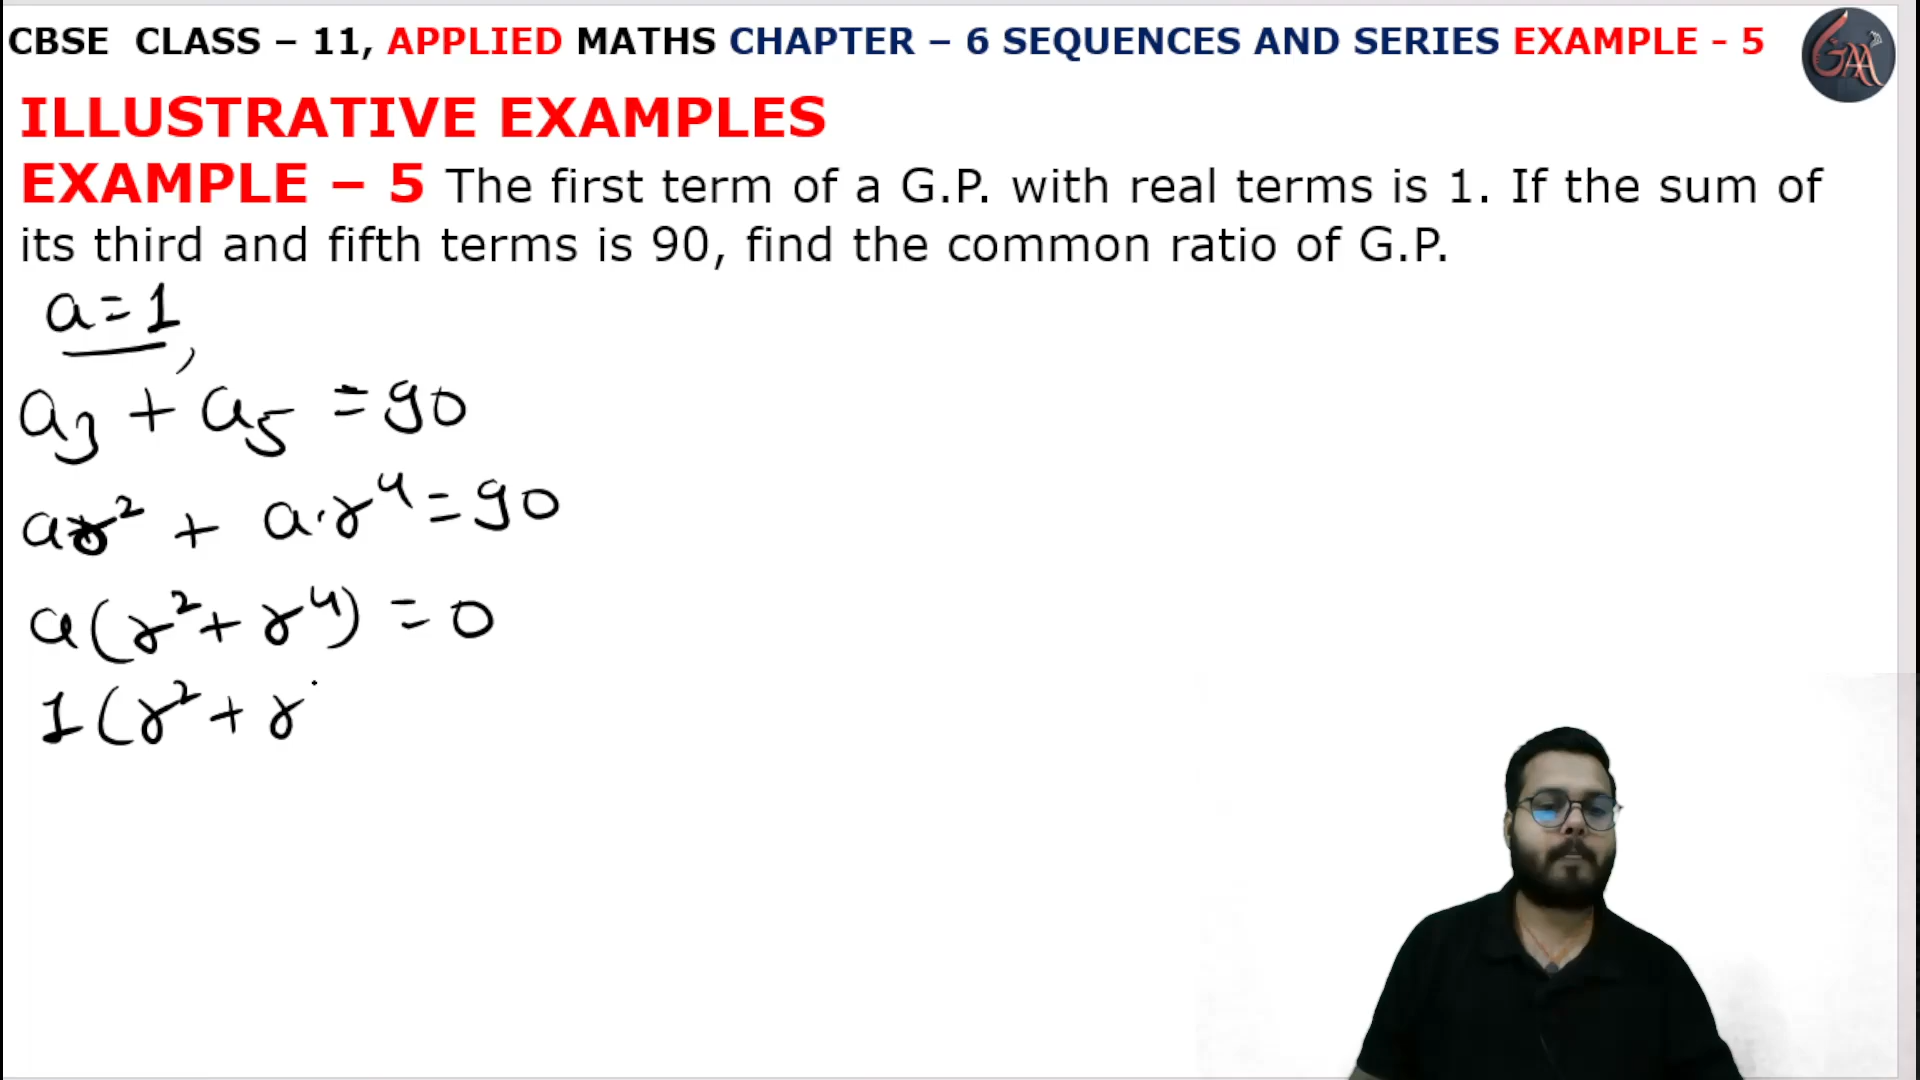 CBSE CLASS – 11, APPLIED MATHS CHAPTER – 6 SEQUENCES AND SERIES EXAMPLE - 5
GAA
ILLUSTRATIVE EXAMPLES
EXAMPLE – 5 The first term of a G.P. with real terms is 1. If the sum of
its third and fifth terms is 90, find the common ratio of G.P.
a = 1,
a₃ + a₅ = 90
ar² + a·r⁴ = 90
a(r² + r⁴) = 0
1(r² + r